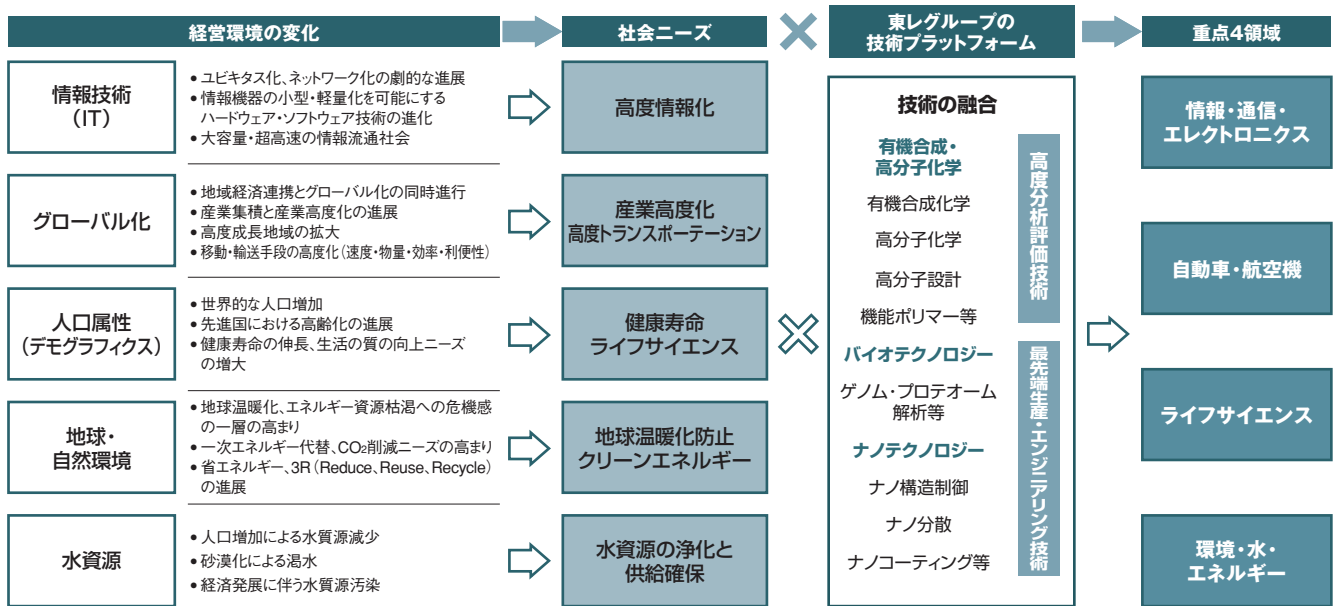 経営環境の変化
社会ニーズ
東レグループの
技術プラットフォーム
重点4領域
情報技術
(IT)
• ユビキタス化、ネットワーク化の劇的な進展
• 情報機器の小型・軽量化を可能にする
ハードウェア・ソフトウェア技術の進化
• 大容量・超高速の情報流通社会
高度情報化
グローバル化
• 地域経済連携とグローバル化の同時進行
• 産業集積と産業高度化の進展
• 高度成長地域の拡大
• 移動・輸送手段の高度化(速度・物量・効率・利便性)
産業高度化
高度トランスポーテーション
人口属性
(デモグラフィクス)
• 世界的な人口増加
• 先進国における高齢化の進展
• 健康寿命の伸長、生活の質の向上ニーズ
の増大
健康寿命
ライフサイエンス
地球・
自然環境
• 地球温暖化、エネルギー資源枯渇への危機感
の一層の高まり
• 一次エネルギー代替、CO₂削減ニーズの高まり
• 省エネルギー、3R(Reduce、Reuse、Recycle)
の進展
地球温暖化防止
クリーンエネルギー
水資源
• 人口増加による水質源減少
• 砂漠化による渇水
• 経済発展に伴う水質源汚染
水資源の浄化と
供給確保
技術の融合
有機合成・
高分子化学
有機合成化学
高分子化学
高分子設計
機能ポリマー等
バイオテクノロジー
ゲノム・プロテオーム
解析等
ナノテクノロジー
ナノ構造制御
ナノ分散
ナノコーティング等
高度分析評価技術
最先端生産・エンジニアリング技術
情報・通信・
エレクトロニクス
自動車・航空機
ライフサイエンス
環境・水・
エネルギー